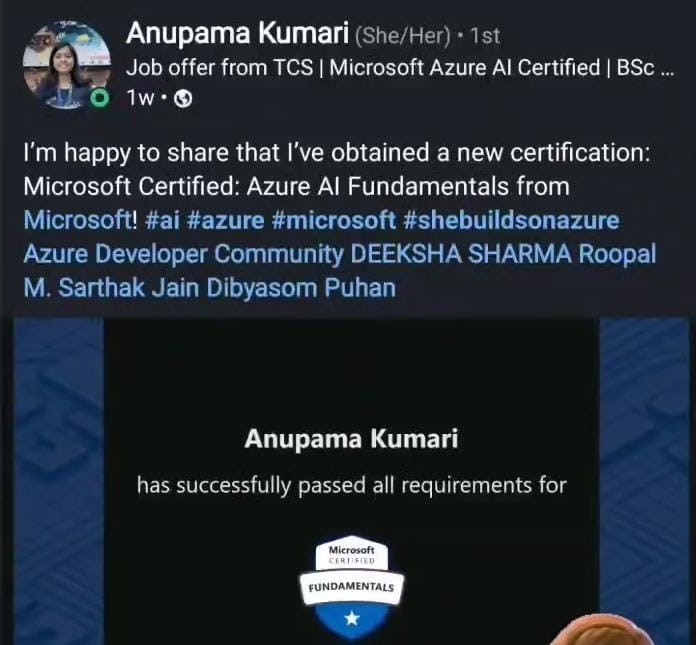 Anupama Kumari (She/Her) • 1st
Job offer from TCS | Microsoft Azure AI Certified | BSc ...
1w •
I'm happy to share that I've obtained a new certification:
Microsoft Certified: Azure AI Fundamentals from
Microsoft! #ai #azure #microsoft #shebuildsonazure
Azure Developer Community DEEKSHA SHARMA Roopal
M. Sarthak Jain Dibyasom Puhan
Anupama Kumari
has successfully passed all requirements for
Microsoft
CERTIFIED
FUNDAMENTALS